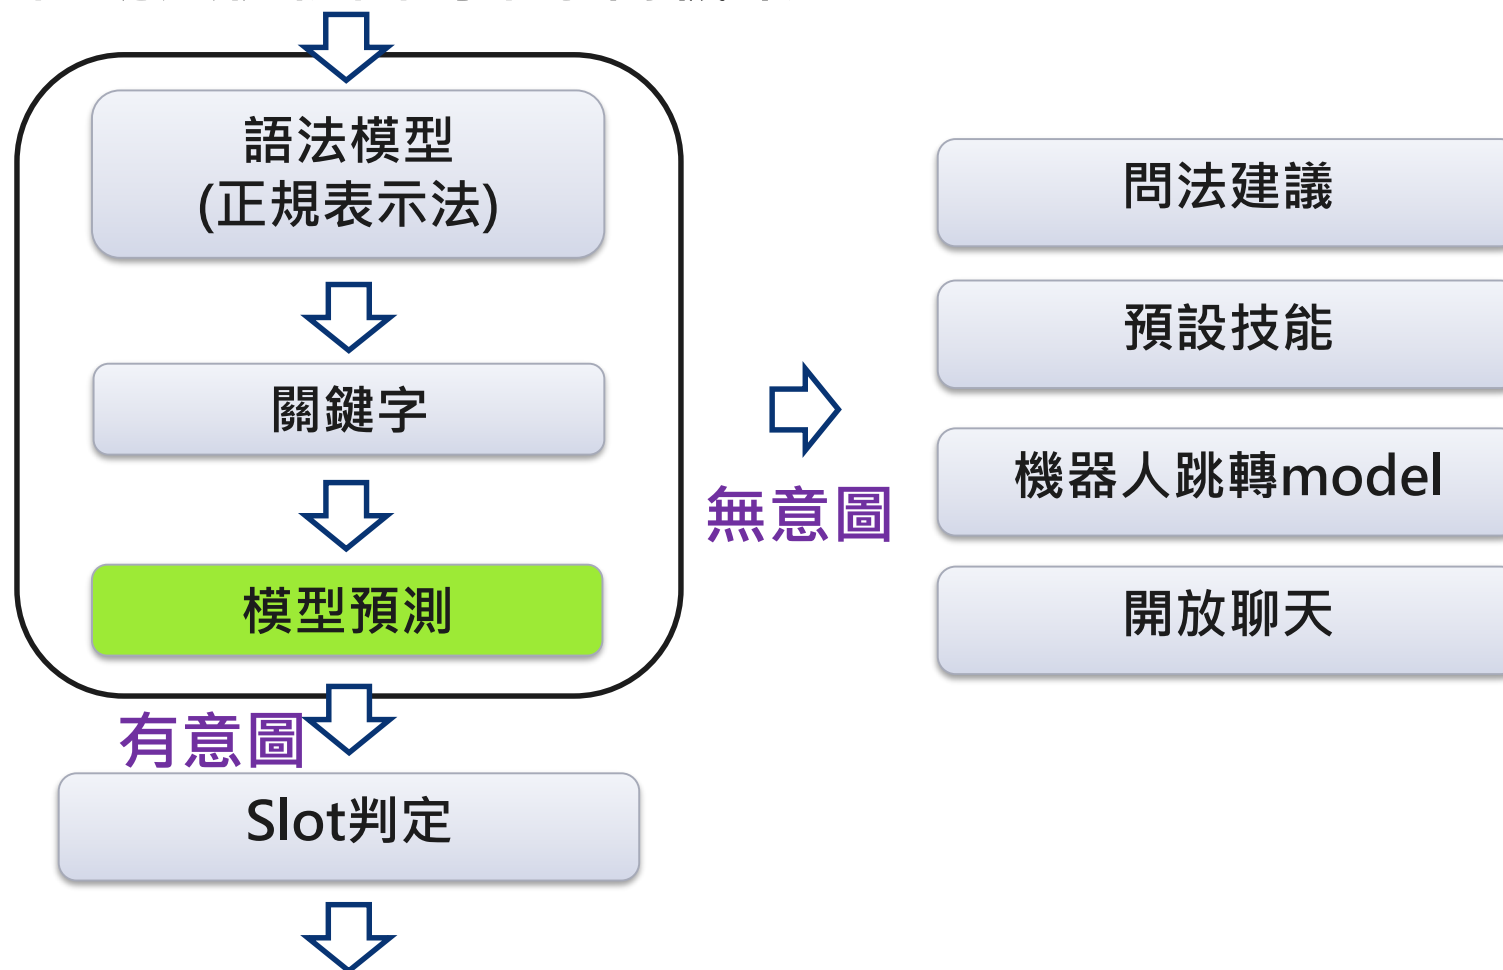 語法模型
(正規表示法)
關鍵字
模型預測
有意圖
Slot判定
無意圖
問法建議
預設技能
機器人跳轉model
開放聊天